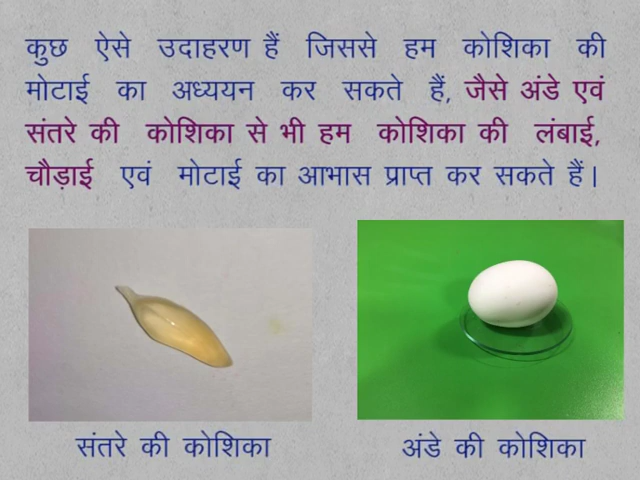 कुछ ऐसे उदाहरण हैं जिससे हम कोशिका की
मोटाई का अध्ययन कर सकते हैं, जैसे अंडे एवं
संतरे की कोशिका से भी हम कोशिका की लंबाई,
चौड़ाई एवं मोटाई का आभास प्राप्त कर सकते हैं।
संतरे की कोशिका
अंडे की कोशिका